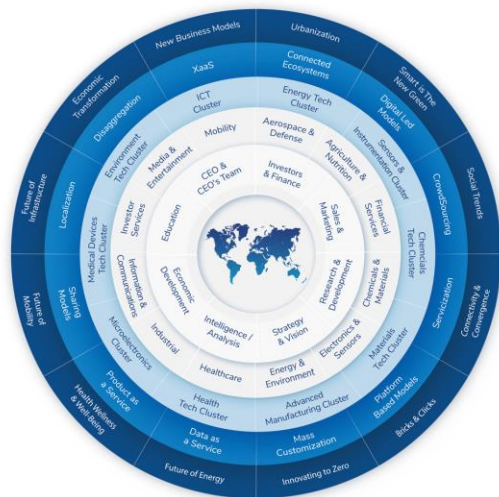 Urbanization
Smart is The
New Green
Social Trends
Connectivity &
Convergence
Bricks & Clicks
Innovating to Zero
Future of Energy
Health Wellness
& Well-Being
Future of
Mobility
Future of
Infrastructure
Economic
Transformation
New Business Models
Connected
Ecosystems
Digital Led
Models
CrowdSourcing
Servicization
Platform
Based Models
Mass
Customization
Data as
a Service
Product as
a Service
Sharing
Models
Localization
Disaggregation
XaaS
Energy Tech
Cluster
Sensors &
Instrumentation Cluster
Chemcials
Tech Cluster
Materials
Tech Cluster
Advanced
Manufacturing Cluster
Health
Tech Cluster
Microelectronics
Cluster
Medical Devices
Tech Cluster
Environment
Tech Cluster
ICT
Cluster
Aerospace &
Defense
Agriculture &
Nutrition
Financial
Services
Chemicals &
Materials
Electronics &
Sensors
Energy &
Environment
Healthcare
Industrial
Information &
Communications
Investor
Services
Media &
Entertainment
Mobility
Investors
& Finance
Sales &
Marketing
Research &
Development
Strategy
& Vision
Intelligence /
Analysis
Economic
Development
Education
CEO &
CEO's Team